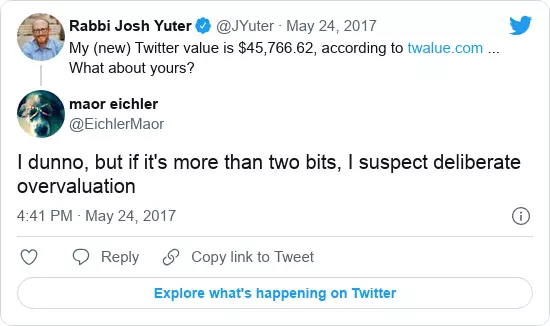 Rabbi Josh Yuter @JYuter · May 24, 2017
My (new) Twitter value is $45,766.62, according to twalue.com ...
What about yours?
maor eichler
@EichlerMaor
I dunno, but if it's more than two bits, I suspect deliberate
overvaluation
4:41 PM · May 24, 2017
Reply Copy link to Tweet
Explore what's happening on Twitter